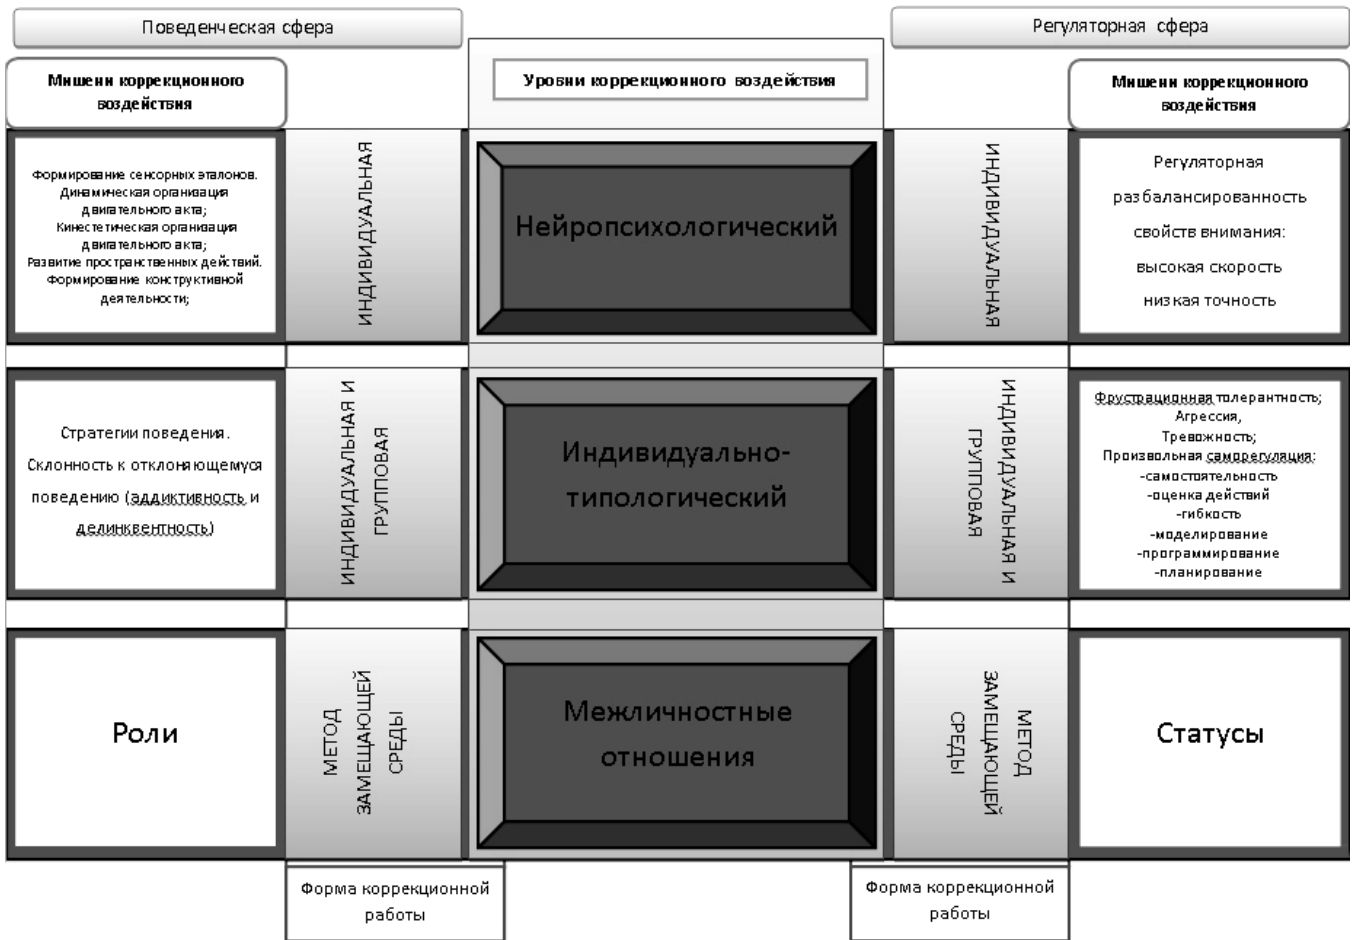 Поведенческая сфера
Регуляторная сфера
Мишени коррекционного
воздействия
Уровни коррекционного воздействия
Мишени коррекционного
воздействия
Формирование сенсорных эталонов.
Динамическая организация
двигательного акта;
Кинестетическая организация
двигательного акта;
Развитие пространственных действий.
Формирование конструктивной
деятельности;
ИНДИВИДУАЛЬНАЯ
Нейропсихологический
ИНДИВИДУАЛЬНАЯ
Регуляторная
разбалансированность
свойств внимания:
высокая скорость
низкая точность
Стратегии поведения.
Склонность к отклоняющемуся
поведению (аддиктивность и
делинквентность)
ИНДИВИДУАЛЬНАЯ И
ГРУППОВАЯ
Индивидуально-
типологический
ИНДИВИДУАЛЬНАЯ И
ГРУППОВАЯ
Фрустрационная толерантность;
Агрессия,
Тревожность;
Произвольная саморегуляция:
-самостоятельность
-оценка действий
-гибкость
-моделирование
-программирование
-планирование
Роли
МЕТОД
ЗАМЕЩАЮЩЕЙ
СРЕДЫ
Межличностные
отношения
МЕТОД
ЗАМЕЩАЮЩЕЙ
СРЕДЫ
Статусы
Форма коррекционной
работы
Форма коррекционной
работы